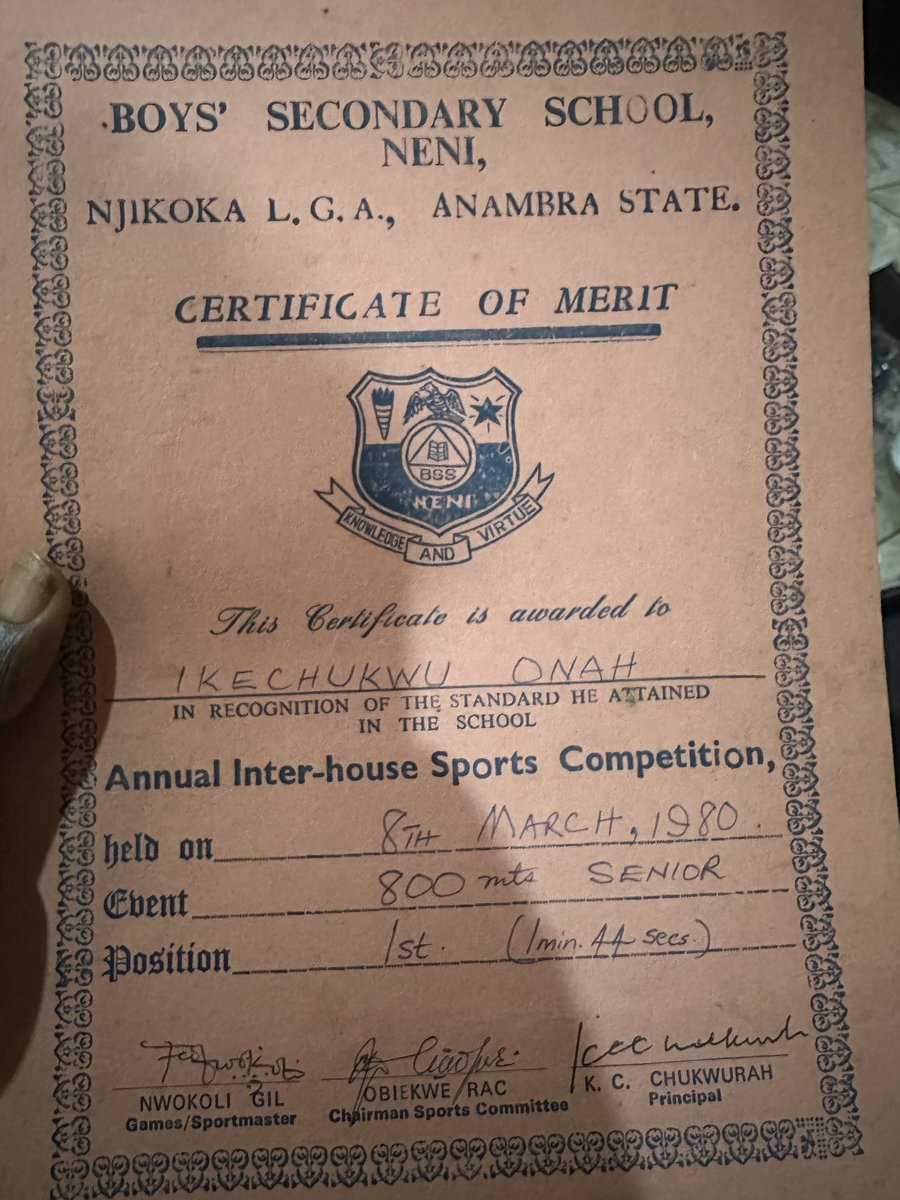 BOYS' SECONDARY SCHOOL,
NENI,
NJIKOKA L. G. A., ANAMBRA STATE.
CERTIFICATE OF MERIT
BSS
NENI
KNOWLEDGE AND VIRTUE
This Certificate is awarded to
IKECHUKWU ONAH
IN RECOGNITION OF THE STANDARD HE ATTAINED
IN THE SCHOOL
Annual Inter-house Sports Competition,
held on 8TH MARCH, 1980.
Event 800 mts SENIOR
Position 1st. (1 min. 44 secs.)
NWOKOLI GIL OBIEKWE RAC K. C. CHUKWURAH
Games/Sportmaster Chairman Sports Committee Principal